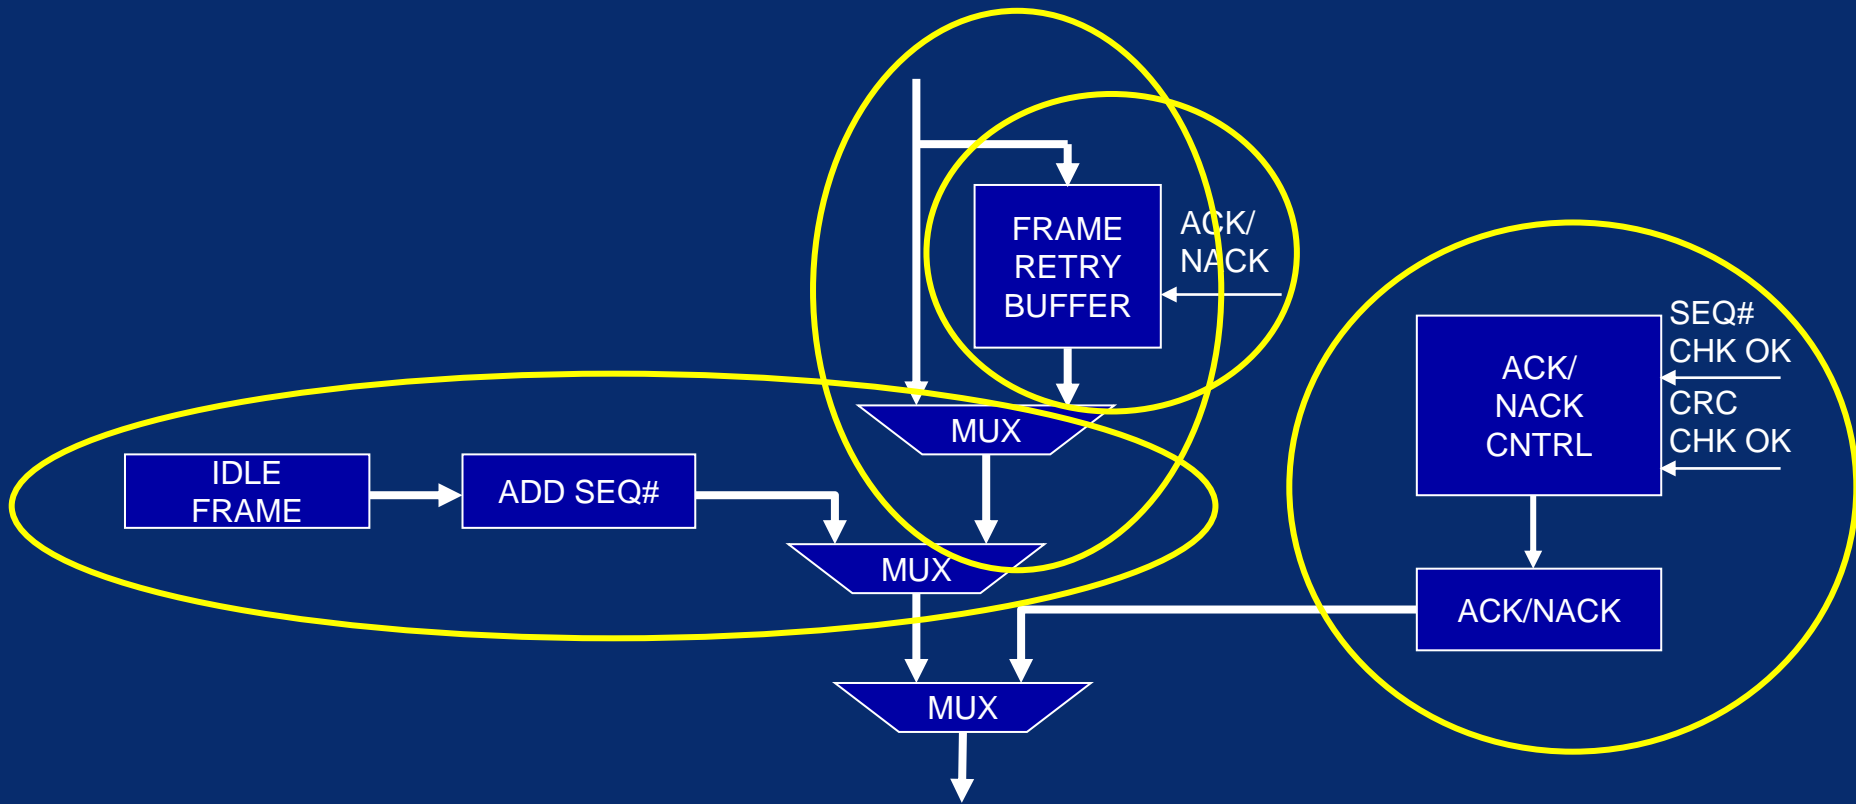 FRAME
RETRY
BUFFER
ACK/
NACK
SEQ#
CHK OK
ACK/
NACK
CNTRL
CRC
CHK OK
MUX
IDLE
FRAME
ADD SEQ#
MUX
ACK/NACK
MUX